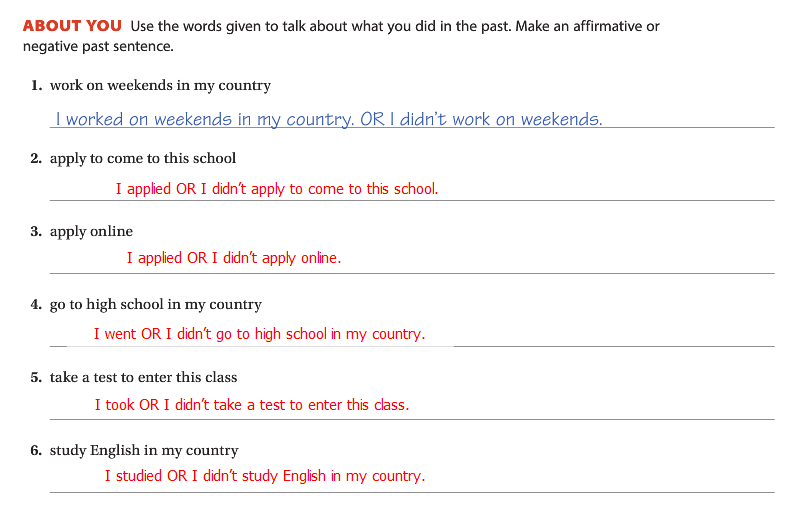 ABOUT YOU Use the words given to talk about what you did in the past. Make an affirmative or
negative past sentence.
1. work on weekends in my country
I worked on weekends in my country. OR I didn't work on weekends.
2. apply to come to this school
I applied OR I didn't apply to come to this school.
3. apply online
I applied OR I didn't apply online.
4. go to high school in my country
I went OR I didn't go to high school in my country.
5. take a test to enter this class
I took OR I didn't take a test to enter this class.
6. study English in my country
I studied OR I didn't study English in my country.